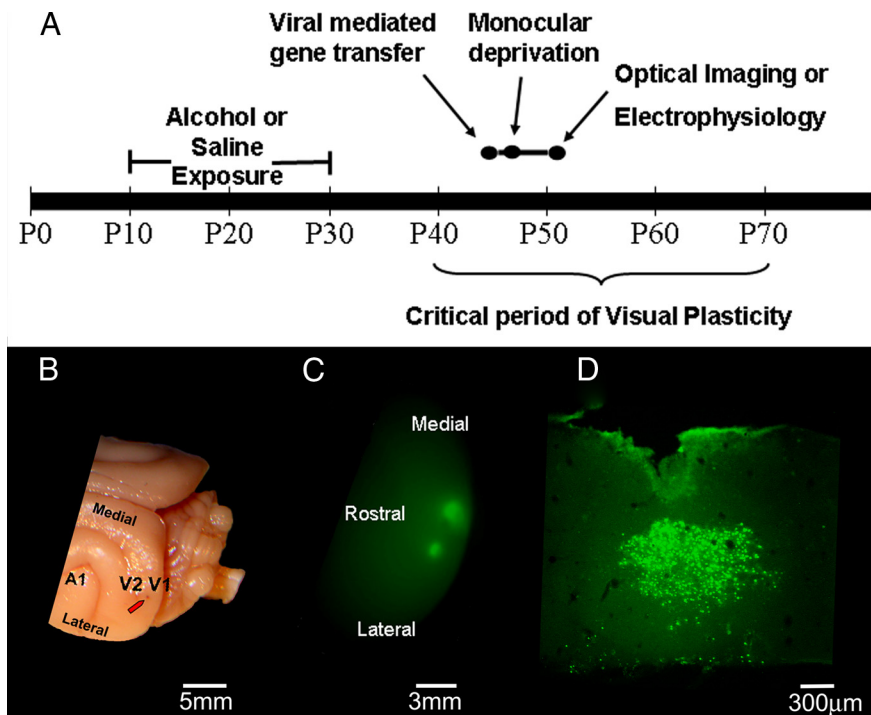 A
Viral mediated
gene transfer
Monocular
deprivation
Optical Imaging or
Electrophysiology
Alcohol or
Saline
Exposure
P0 P10 P20 P30 P40 P50 P60 P70
Critical period of Visual Plasticity
B
Medial
A1
V2 V1
Lateral
5mm
C
Medial
Rostral
Lateral
3mm
D
300µm